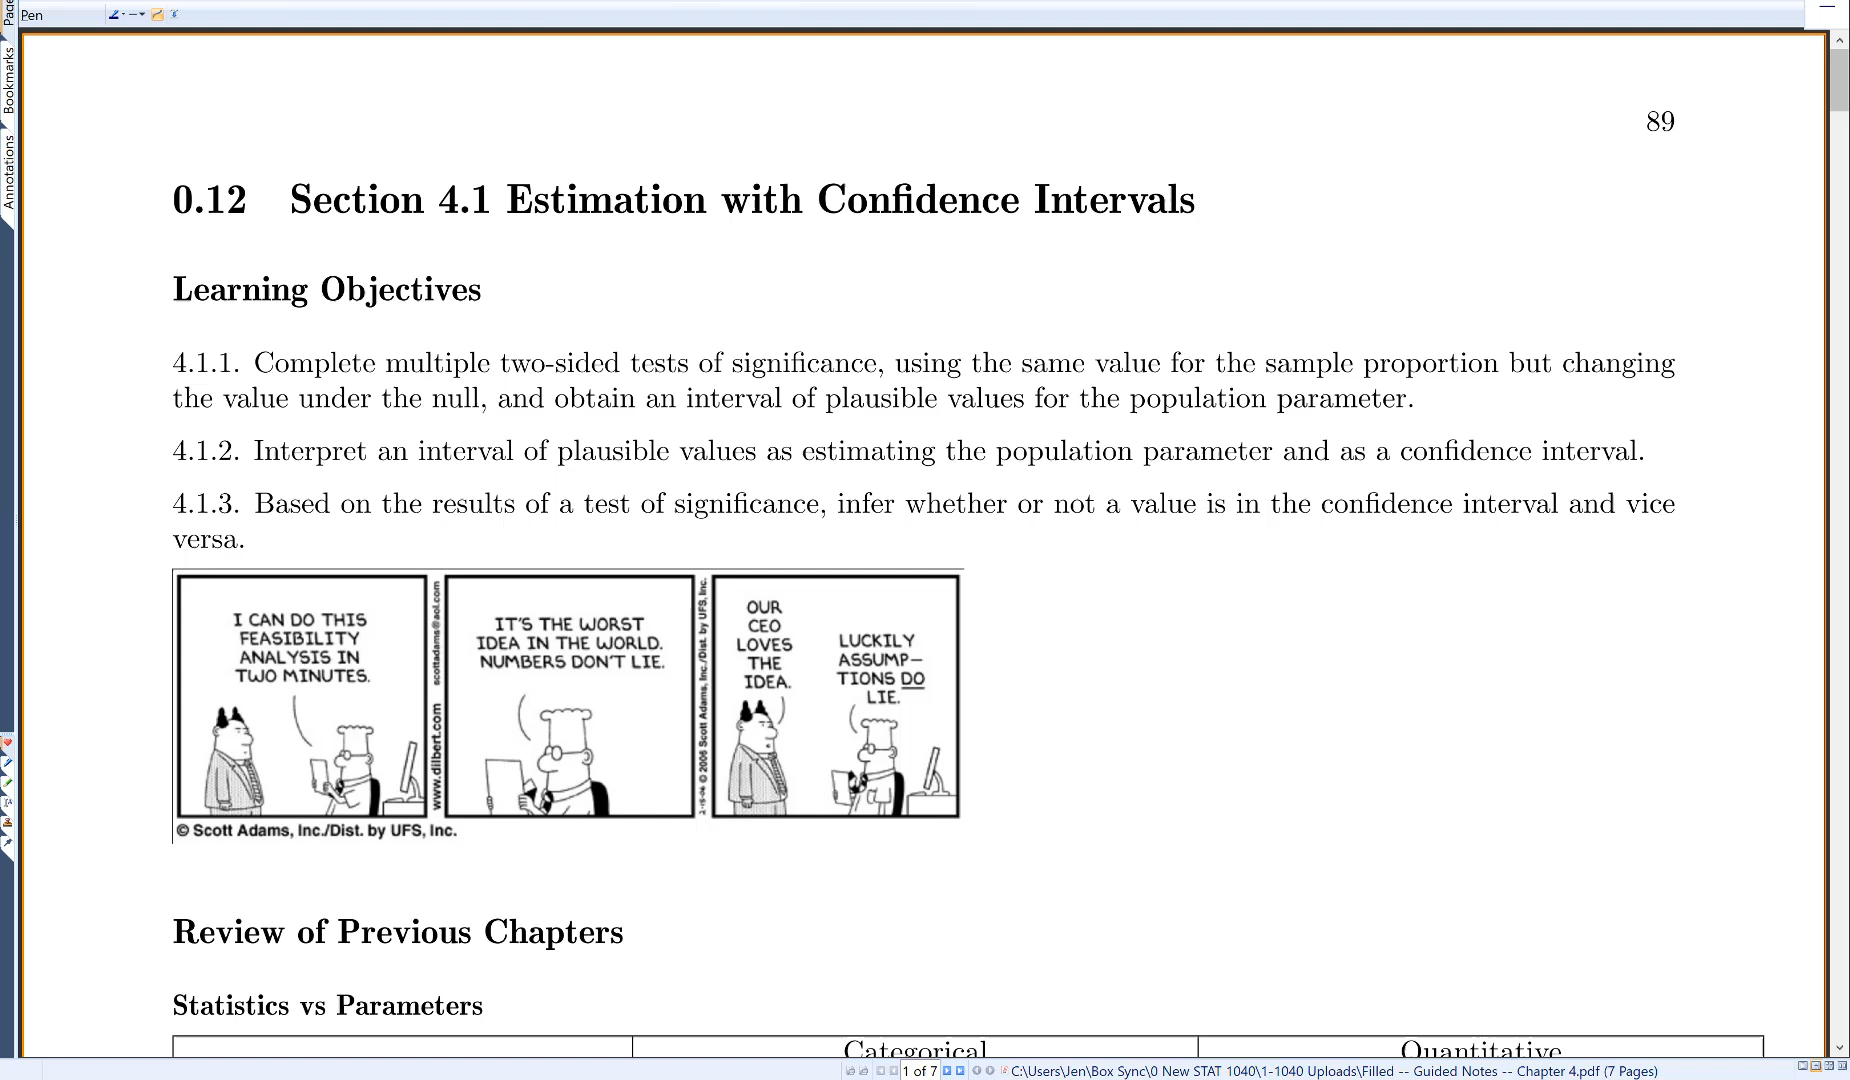 Pen
Page
Bookmarks
Annotations
89
0.12 Section 4.1 Estimation with Confidence Intervals
Learning Objectives
4.1.1. Complete multiple two-sided tests of significance, using the same value for the sample proportion but changing
the value under the null, and obtain an interval of plausible values for the population parameter.
4.1.2. Interpret an interval of plausible values as estimating the population parameter and as a confidence interval.
4.1.3. Based on the results of a test of significance, infer whether or not a value is in the confidence interval and vice
versa.
I CAN DO THIS
FEASIBILITY
ANALYSIS IN
TWO MINUTES.
www.dilbert.com scottadams@aol.com
IT'S THE WORST
IDEA IN THE WORLD.
NUMBERS DON'T LIE.
© 2006 Scott Adams, Inc./Dist. by UFS, Inc.
OUR
CEO
LOVES
THE
IDEA.
LUCKILY
ASSUMP–
TIONS DO
LIE.
© Scott Adams, Inc./Dist. by UFS, Inc.
Review of Previous Chapters
Statistics vs Parameters
Categorical Quantitative
1 of 7 C:\Users\Jen\Box Sync\0 New STAT 1040\1-1040 Uploads\Filled -- Guided Notes -- Chapter 4.pdf (7 Pages)